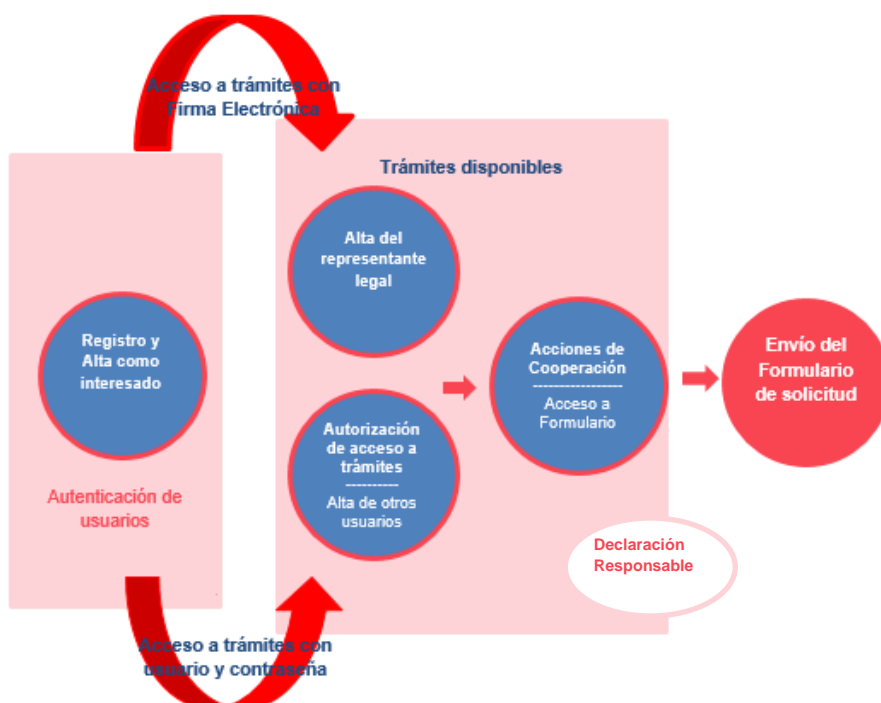 Acceso a trámites con
Firma Electrónica
Trámites disponibles
Alta del
representante
legal
Registro y
Alta como
interesado
Acciones de
Cooperación
-----------------
Acceso a
Formulario
Envío del
Formulario
de solicitud
Autorización
de acceso a
trámites
----------
Alta de otros
usuarios
Autenticación de
usuarios
Declaración
Responsable
Acceso a trámites con
usuario y contraseña